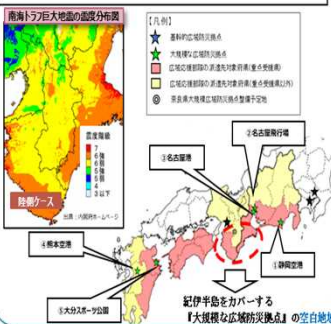 南海トラフ巨大地震の震度分布図
震度階級
7
6強
6弱
5強
5弱
4
3以下
陸側ケース
出典：内閣府ホームページ
【凡例】
基幹的広域防災拠点
大規模な広域防災拠点
広域応援部隊の派遣先対象府県(重点受援県)
広域応援部隊の派遣先対象府県(重点受援県以外)
奈良県大規模広域防災拠点整備予定地
②名古屋飛行場
③名古屋港
④熊本空港
①静岡空港
⑤大分スポーツ公園
紀伊半島をカバーする
『大規模な広域防災拠点』の空白地域